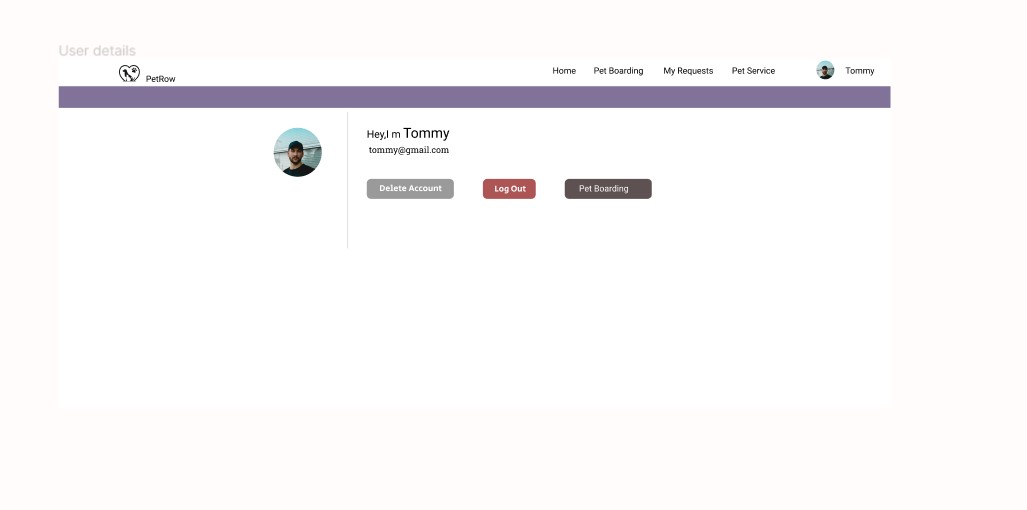 User details
PetRow
Home Pet Boarding My Requests Pet Service Tommy
Hey,I m Tommy
tommy@gmail.com
Delete Account Log Out Pet Boarding